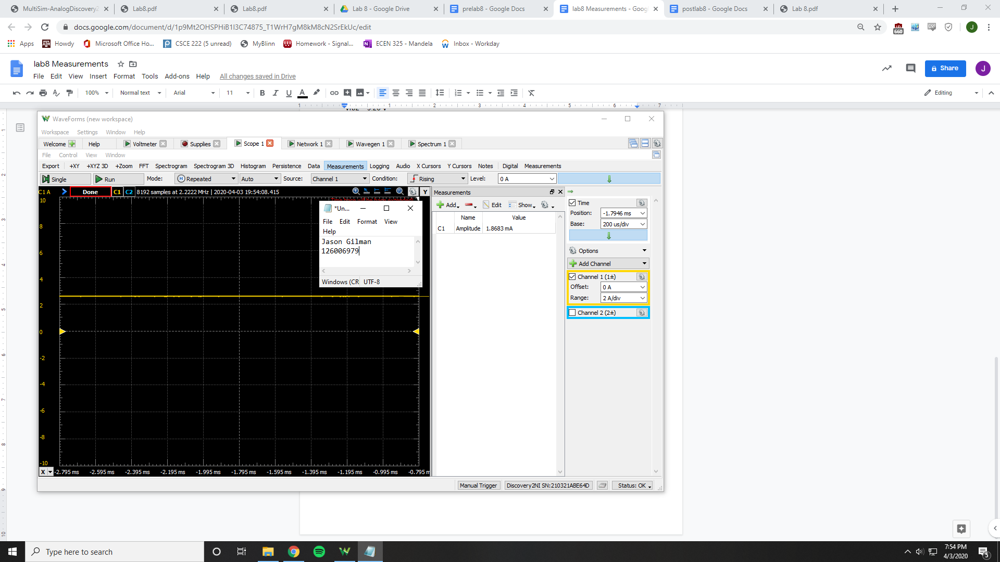 MultiSim-AnalogDiscovery2
Lab8.pdf
Lab8.pdf
Lab 8 - Google Drive
prelab8 - Google Docs
lab8 Measurements - Goog
postlab8 - Google Docs
Lab 8.pdf
docs.google.com/document/d/1p9Mt2OHSPHiB1I3C74875_T1WrH7gM8kM8cN2SrEkUc/edit
660
J
Apps
Howdy
Microsoft Office Ho...
CSCE 222 (5 unread)
MyBlinn
Homework - Signal...
ECEN 325 - Mandela
Inbox - Workday
lab8 Measurements
File Edit View Insert Format Tools Add-ons Help All changes saved in Drive
Share
J
100% Normal text Arial 11 B I U A
Editing
1 1 2 3 4 5 6 7
WaveForms (new workspace)
Workspace Settings Window Help
Welcome Help Voltmeter Supplies Scope 1 Network 1 Wavegen 1 Spectrum 1
File Control View Window
Export +XY +XYZ 3D +Zoom FFT Spectrogram Spectrogram 3D Histogram Persistence Data Measurements Logging Audio X Cursors Y Cursors Notes Digital Measurements
Single Run Mode: Repeated Auto Source: Channel 1 Condition: Rising Level: 0 A
C1 A Done C1 C2 8192 samples at 2.2222 MHz | 2020-04-03 19:54:08.415 Y
10
8
6
4
2
0
-2
-4
-6
-8
-10
X -2.795 ms -2.595 ms -2.395 ms -2.195 ms -1.995 ms -1.795 ms -1.595 ms -1.395 ms -1.195 ms -0.995 ms -0.795 m
*Un...
File Edit Format View
Help
Jason Gilman
126006979
Windows (CR UTF-8
Measurements
Add Edit Show
Name Value
C1 Amplitude 1.8683 mA
Time
Position: -1.7946 ms
Base: 200 us/div
Options
Add Channel
Channel 1 (1±)
Offset: 0 A
Range: 2 A/div
Channel 2 (2±)
Manual Trigger Discovery2NI SN:210321ABE64D Status: OK
Type here to search
7:54 PM
4/3/2020
5